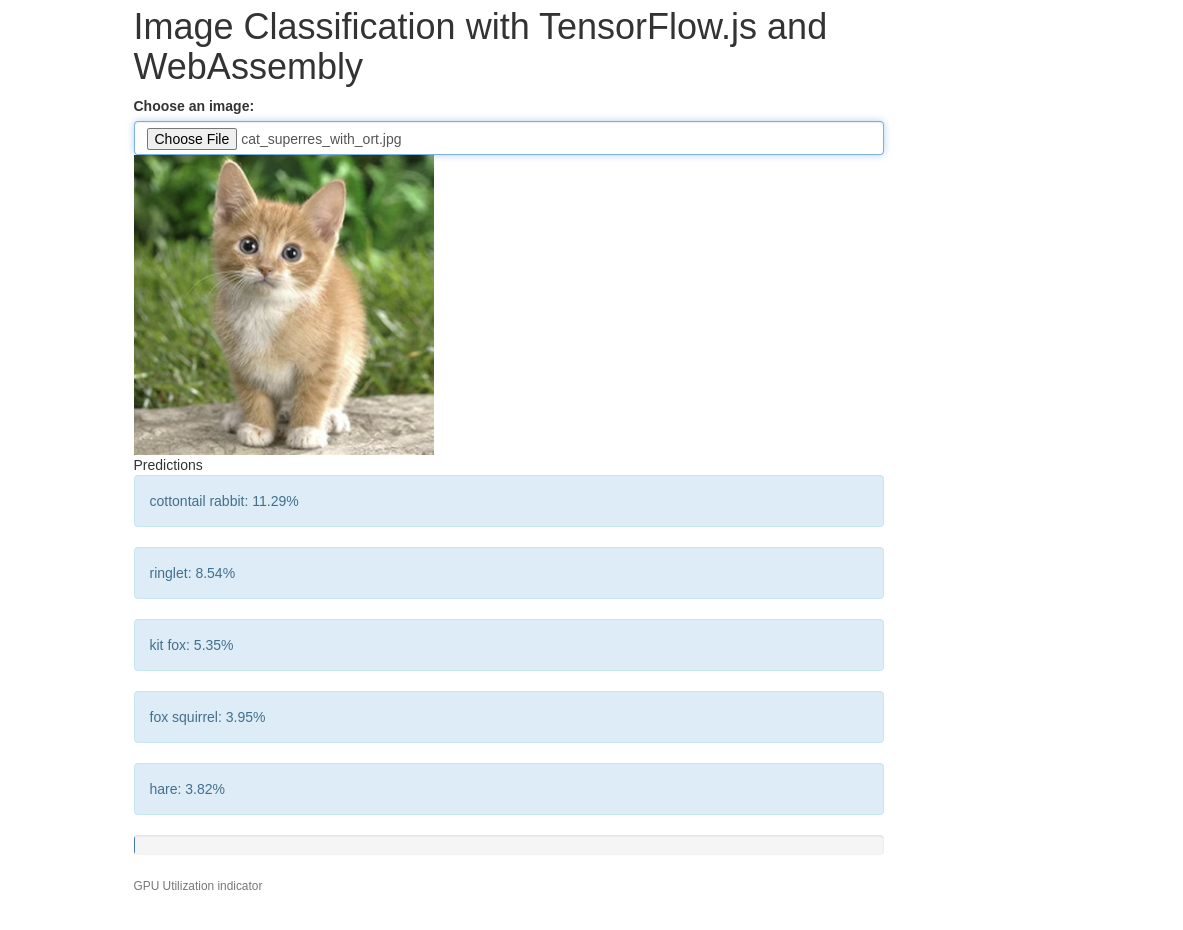 Image Classification with TensorFlow.js and
WebAssembly
Choose an image:
Choose File cat_superres_with_ort.jpg
Predictions
cottontail rabbit: 11.29%
ringlet: 8.54%
kit fox: 5.35%
fox squirrel: 3.95%
hare: 3.82%
GPU Utilization indicator